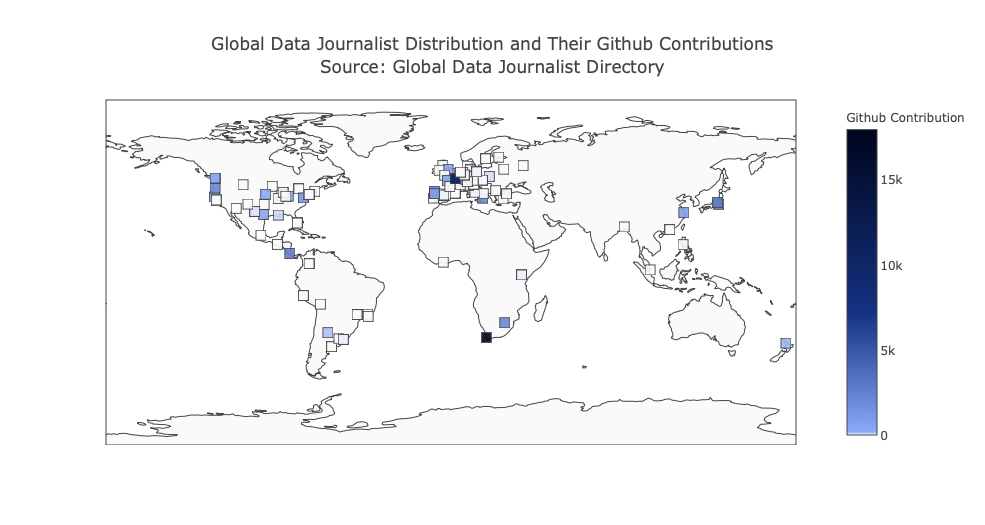 Global Data Journalist Distribution and Their Github Contributions
Source: Global Data Journalist Directory
Github Contribution
15k
10k
5k
0